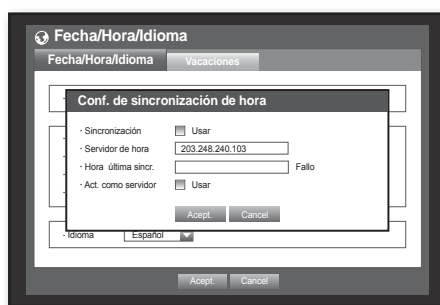 Fecha/Hora/Idioma
Fecha/Hora/Idioma
Vacaciones
Conf. de sincronización de hora
· Sincronización Usar
· Servidor de hora 203.248.240.103
· Hora última sincr. Fallo
· Act. como servidor Usar
Acept. Cancel
· Idioma Español
Acept. Cancel